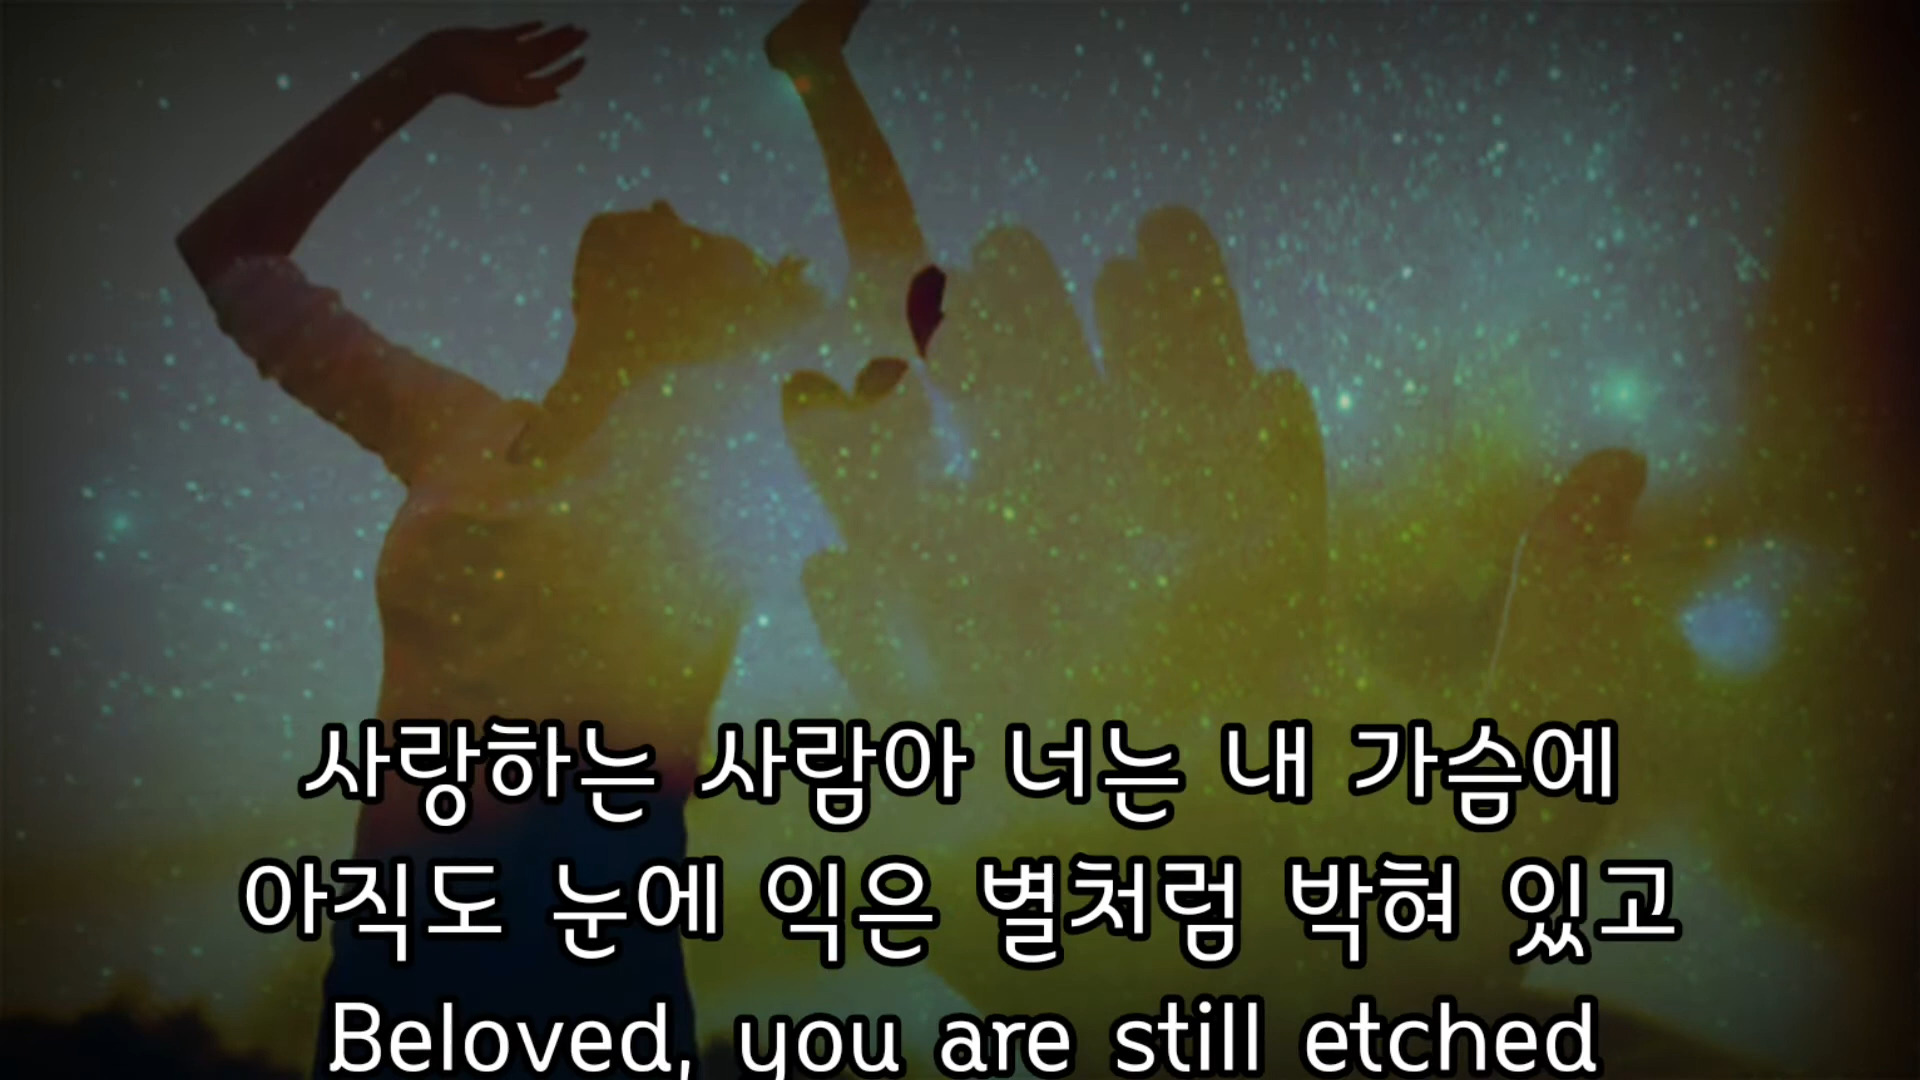 사랑하는 사람아 너는 내 가슴에
아직도 눈에 익은 별처럼 박혀 있고
Beloved, you are still etched